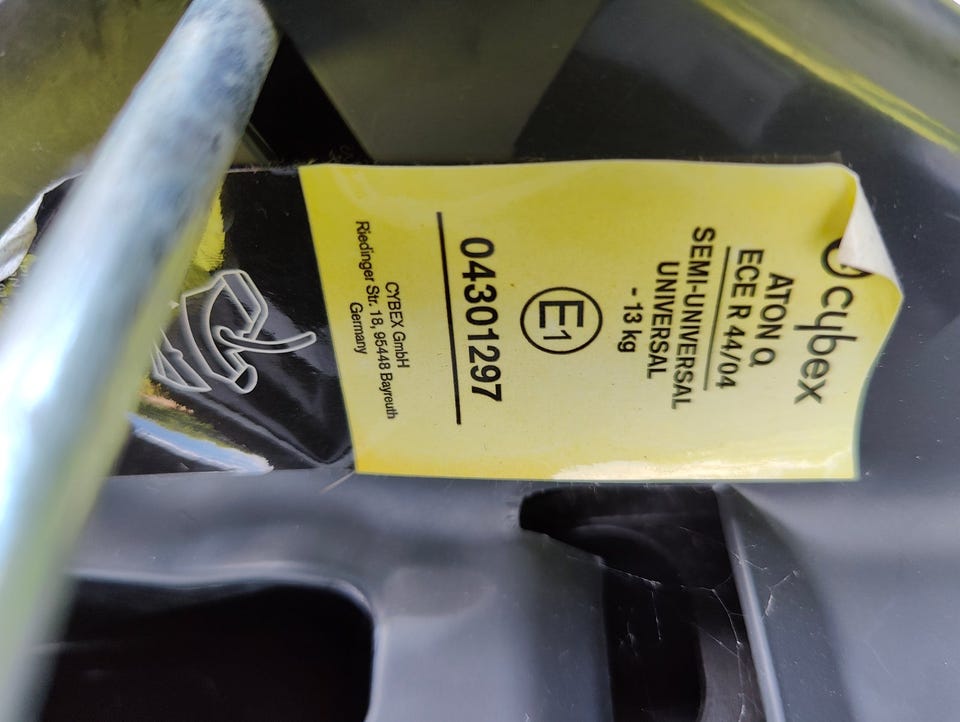 cybex
ATON Q
ECE R 44/04
SEMI-UNIVERSAL
UNIVERSAL
- 13 kg
E1
04301297
CYBEX GmbH
Riedinger Str. 18, 95448 Bayreuth
Germany